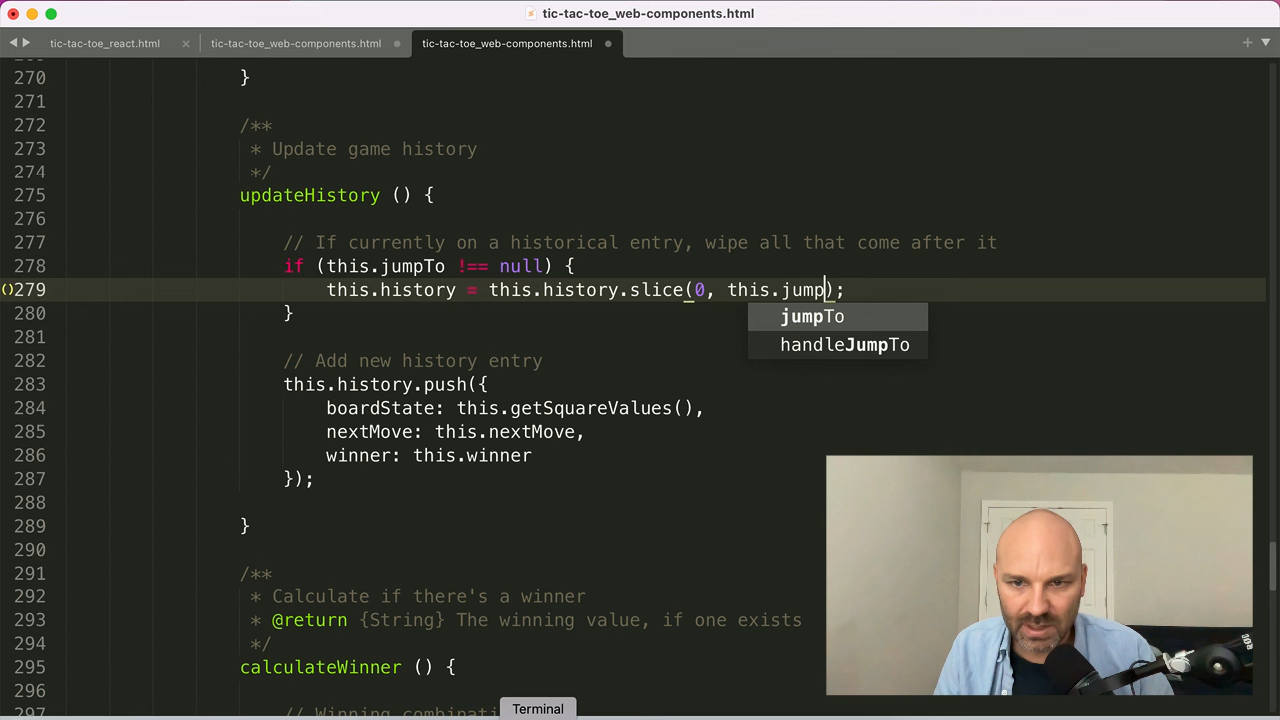 tic-tac-toe_web-components.html
tic-tac-toe_react.html × tic-tac-toe_web-components.html tic-tac-toe_web-components.html
270 }
271
272 /**
273 * Update game history
274 */
275 updateHistory () {
276
277 // If currently on a historical entry, wipe all that come after it
278 if (this.jumpTo !== null) {
()279 this.history = this.history.slice(0, this.jump);
280 }
jumpTo
281
handleJumpTo
282 // Add new history entry
283 this.history.push({
284 boardState: this.getSquareValues(),
285 nextMove: this.nextMove,
286 winner: this.winner
287 });
288
289 }
290
291 /**
292 * Calculate if there's a winner
293 * @return {String} The winning value, if one exists
294 */
295 calculateWinner () {
296
297 // Winning combinati
Terminal
RØDE